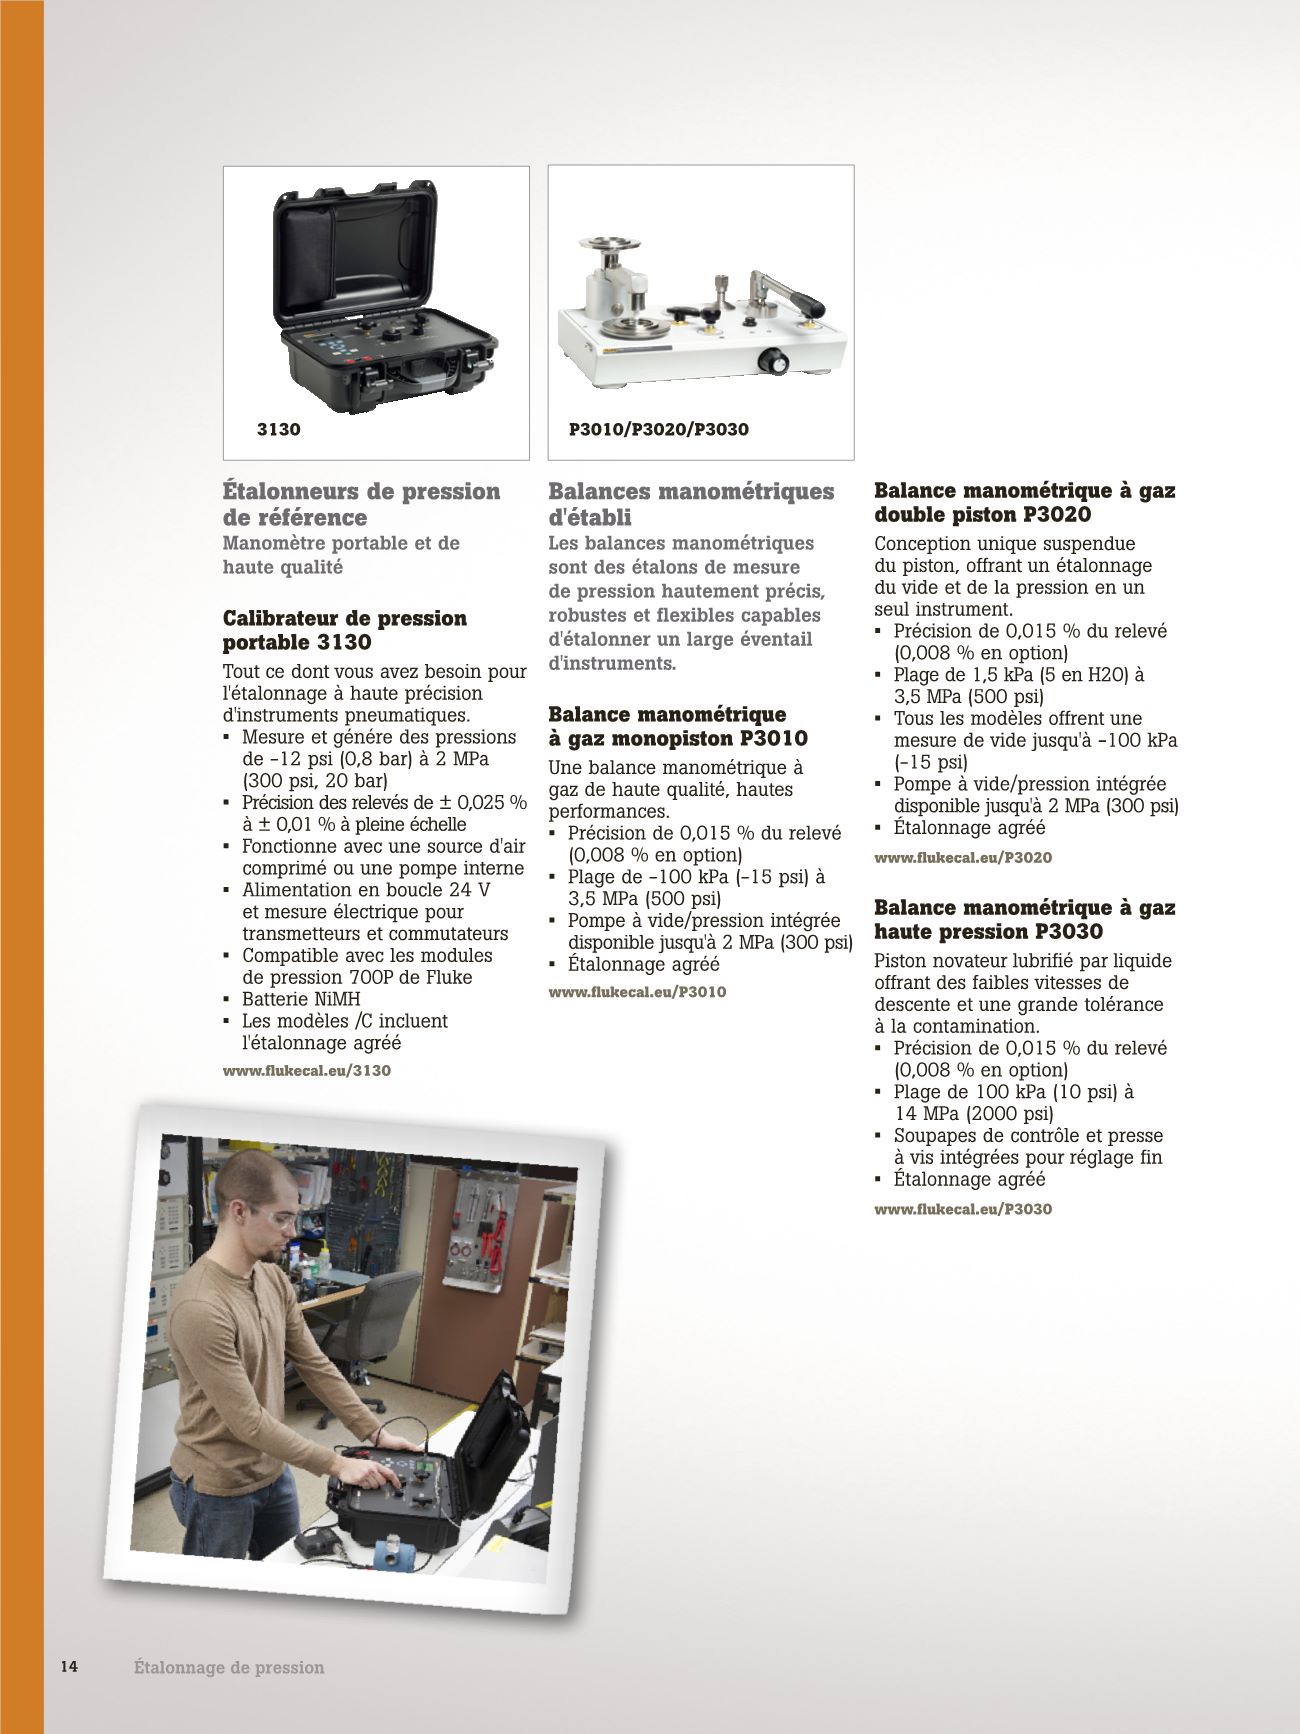 3130
P3010/P3020/P3030
Étalonneurs de pression
de référence
Manomètre portable et de
haute qualité
Calibrateur de pression
portable 3130
Tout ce dont vous avez besoin pour
l'étalonnage à haute précision
d'instruments pneumatiques.
▪ Mesure et génére des pressions
de –12 psi (0,8 bar) à 2 MPa
(300 psi, 20 bar)
▪ Précision des relevés de ± 0,025 %
à ± 0,01 % à pleine échelle
▪ Fonctionne avec une source d'air
comprimé ou une pompe interne
▪ Alimentation en boucle 24 V
et mesure électrique pour
transmetteurs et commutateurs
▪ Compatible avec les modules
de pression 700P de Fluke
▪ Batterie NiMH
▪ Les modèles /C incluent
l'étalonnage agréé
www.flukecal.eu/3130
Balances manométriques
d'établi
Les balances manométriques
sont des étalons de mesure
de pression hautement précis,
robustes et flexibles capables
d'étalonner un large éventail
d'instruments.
Balance manométrique
à gaz monopiston P3010
Une balance manométrique à
gaz de haute qualité, hautes
performances.
▪ Précision de 0,015 % du relevé
(0,008 % en option)
▪ Plage de –100 kPa (–15 psi) à
3,5 MPa (500 psi)
▪ Pompe à vide/pression intégrée
disponible jusqu'à 2 MPa (300 psi)
▪ Étalonnage agréé
www.flukecal.eu/P3010
Balance manométrique à gaz
double piston P3020
Conception unique suspendue
du piston, offrant un étalonnage
du vide et de la pression en un
seul instrument.
▪ Précision de 0,015 % du relevé
(0,008 % en option)
▪ Plage de 1,5 kPa (5 en H2O) à
3,5 MPa (500 psi)
▪ Tous les modèles offrent une
mesure de vide jusqu'à –100 kPa
(–15 psi)
▪ Pompe à vide/pression intégrée
disponible jusqu'à 2 MPa (300 psi)
▪ Étalonnage agréé
www.flukecal.eu/P3020
Balance manométrique à gaz
haute pression P3030
Piston novateur lubrifié par liquide
offrant des faibles vitesses de
descente et une grande tolérance
à la contamination.
▪ Précision de 0,015 % du relevé
(0,008 % en option)
▪ Plage de 100 kPa (10 psi) à
14 MPa (2000 psi)
▪ Soupapes de contrôle et presse
à vis intégrées pour réglage fin
▪ Étalonnage agréé
www.flukecal.eu/P3030
14 Étalonnage de pression